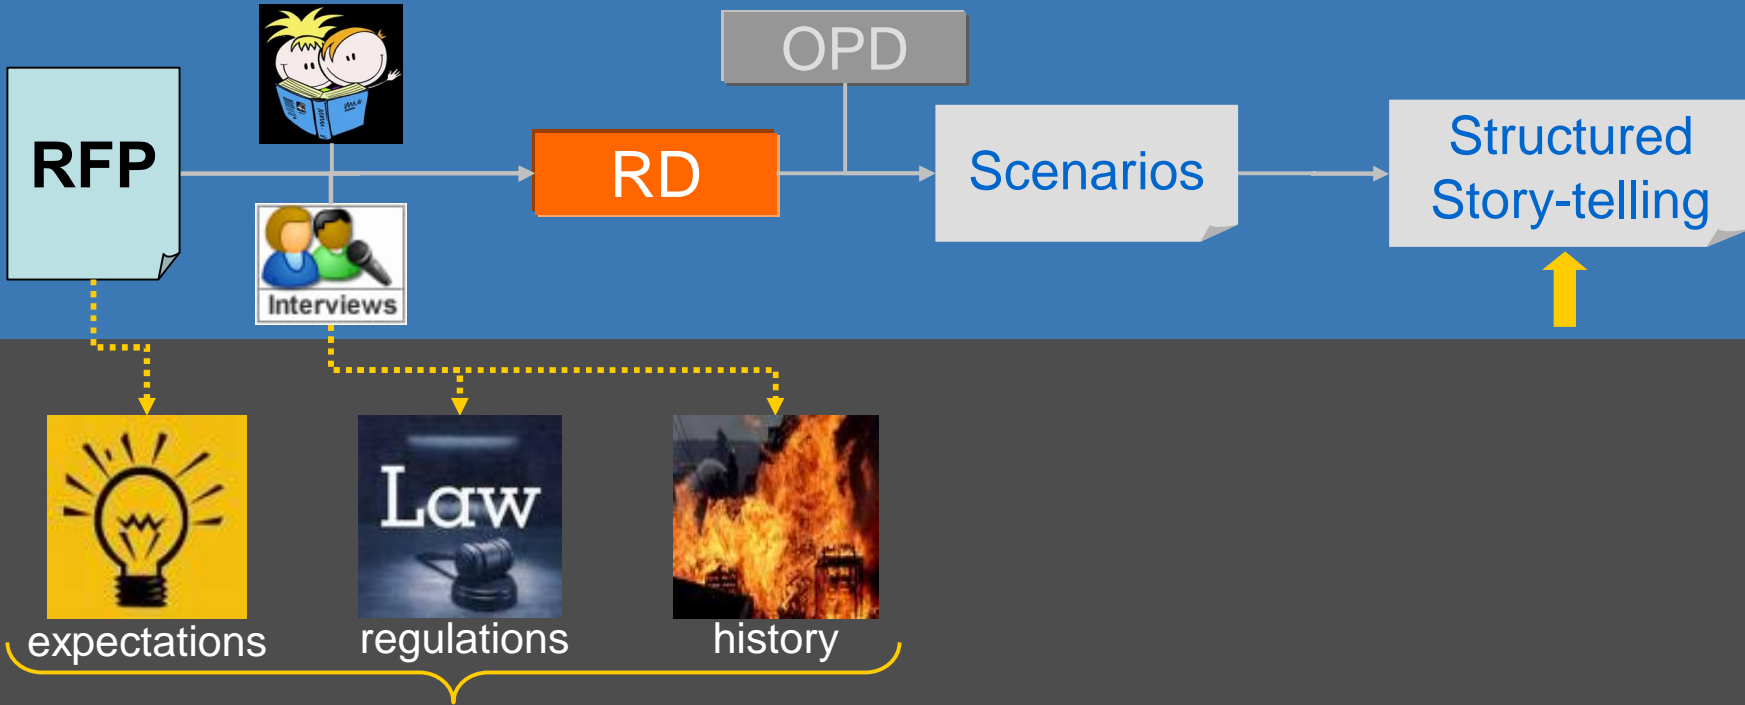 OPD
RFP
RD
Scenarios
Structured
Story-telling
Interviews
Law
expectations
regulations
history